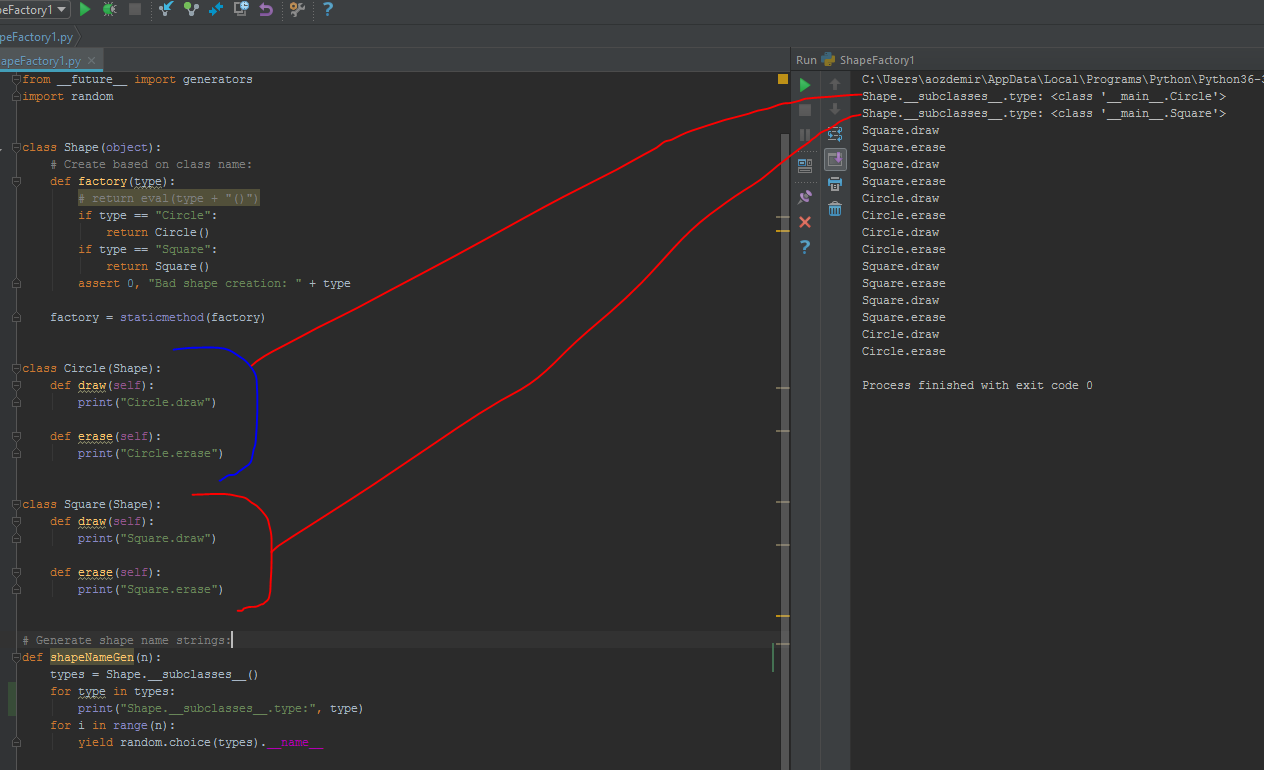 peFactory1
?
peFactory1.py
apeFactory1.py ×
from __future__ import generators
import random
class Shape(object):
# Create based on class name:
def factory(type):
# return eval(type + "()")
if type == "Circle":
return Circle()
if type == "Square":
return Square()
assert 0, "Bad shape creation: " + type
factory = staticmethod(factory)
class Circle(Shape):
def draw(self):
print("Circle.draw")
def erase(self):
print("Circle.erase")
class Square(Shape):
def draw(self):
print("Square.draw")
def erase(self):
print("Square.erase")
# Generate shape name strings:
def shapeNameGen(n):
types = Shape.__subclasses__()
for type in types:
print("Shape.__subclasses__.type:", type)
for i in range(n):
yield random.choice(types).__name__
Run ShapeFactory1
?
C:\Users\aozdemir\AppData\Local\Programs\Python\Python36-3
Shape.__subclasses__.type: <class '__main__.Circle'>
Shape.__subclasses__.type: <class '__main__.Square'>
Square.draw
Square.erase
Square.draw
Square.erase
Circle.draw
Circle.erase
Circle.draw
Circle.erase
Square.draw
Square.erase
Square.draw
Square.erase
Circle.draw
Circle.erase
Process finished with exit code 0